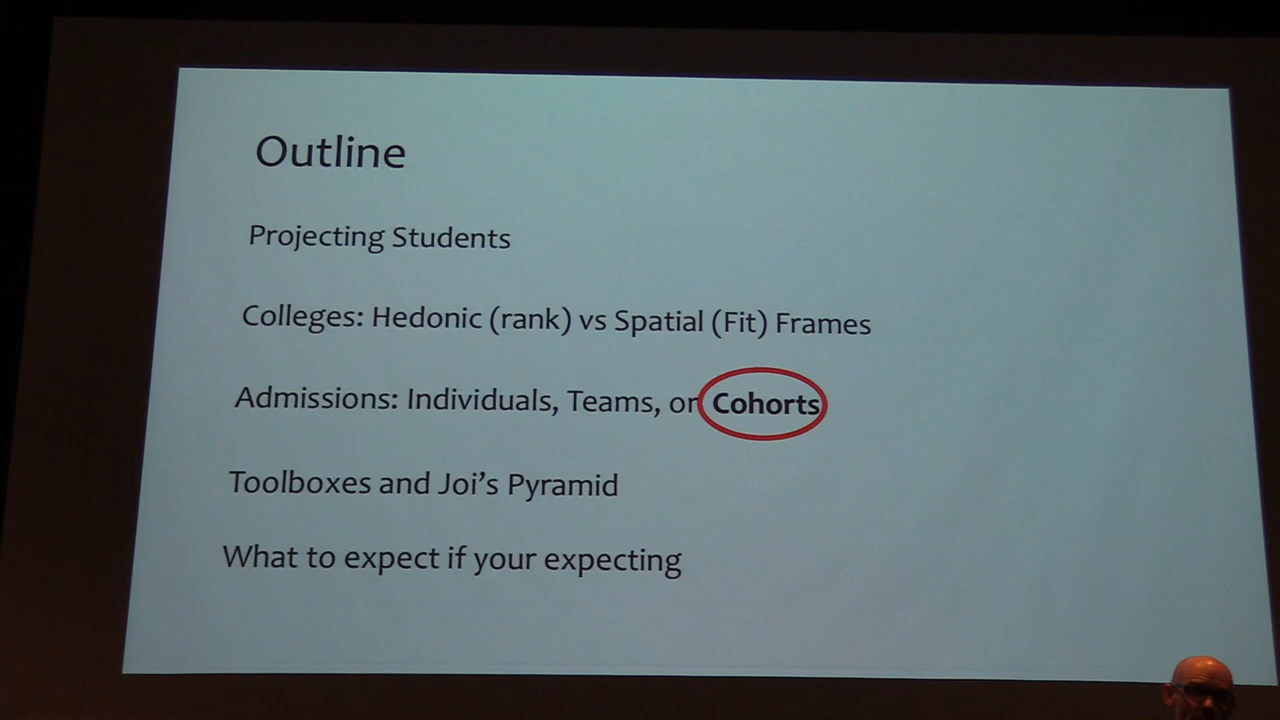 Outline
Projecting Students
Colleges: Hedonic (rank) vs Spatial (Fit) Frames
Admissions: Individuals, Teams, or Cohorts
Toolboxes and Joi’s Pyramid
What to expect if your expecting